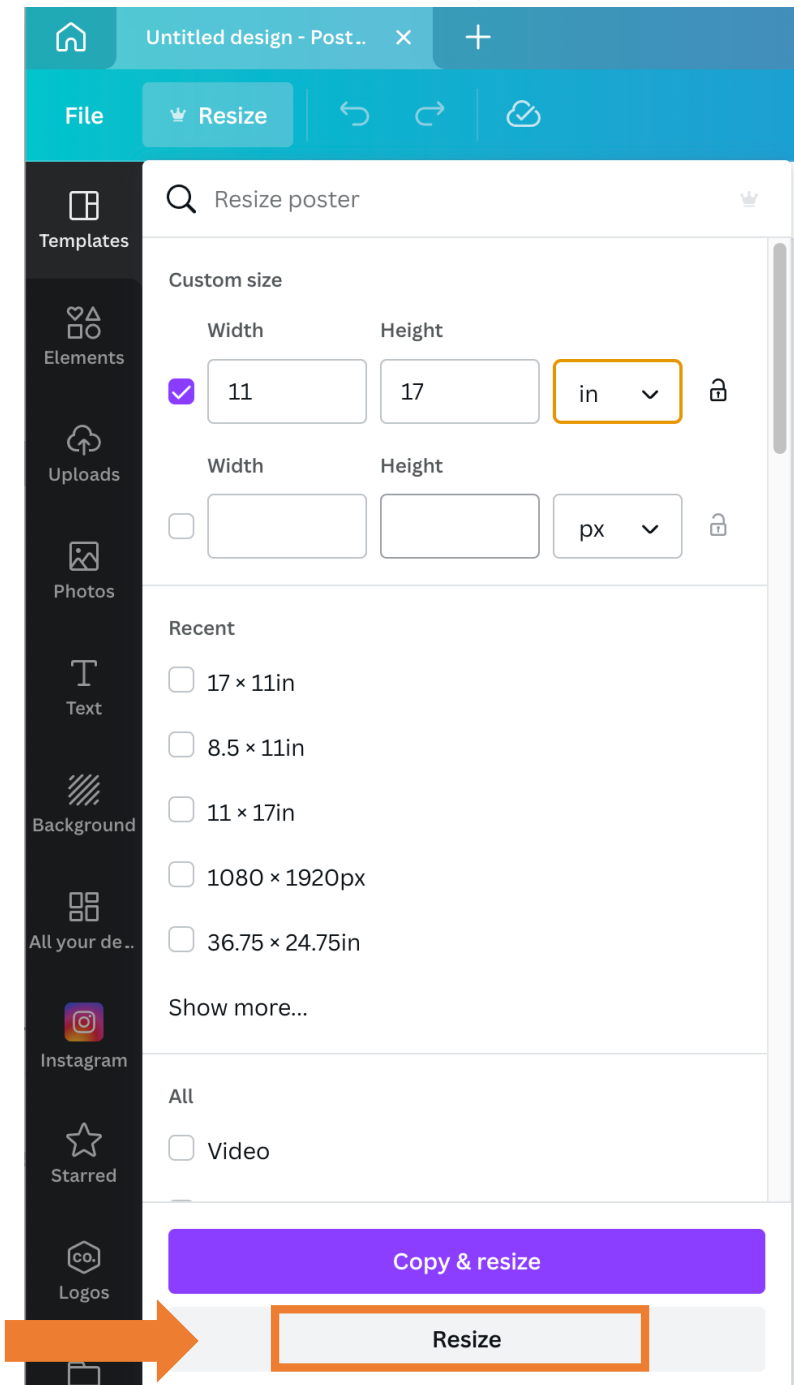 Untitled design - Post..
File
Resize
Templates
Elements
Uploads
Photos
Text
Background
All your de..
Instagram
CO.
Starred
Logos
Resize poster
Custom size
Width Height
11 17 in
Width Height
px
Recent
17 × 11in
8.5 × 11in
11 × 17in
1080 × 1920px
36.75 × 24.75in
Show more...
All
Video
Copy & resize
Resize